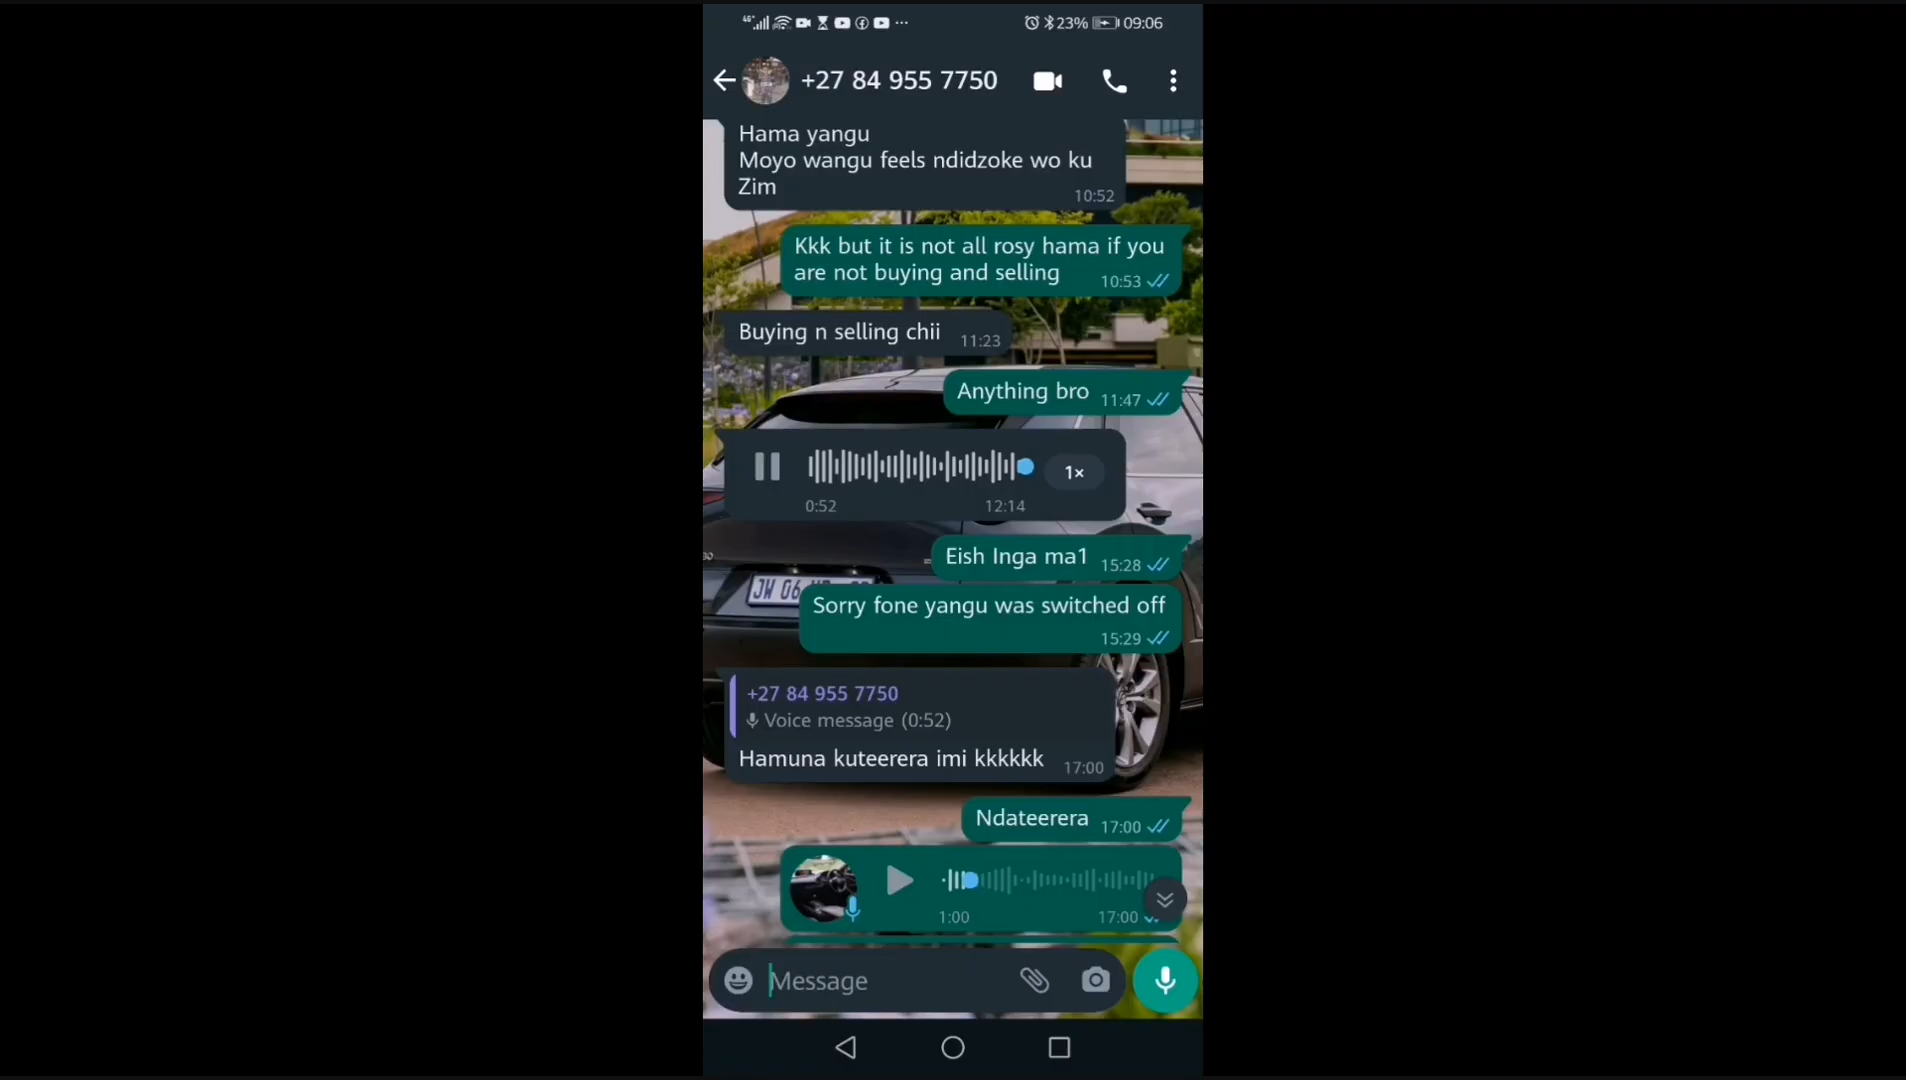 4G 23% 09:06
+27 84 955 7750
Hama yangu
Moyo wangu feels ndidzoke wo ku
Zim
10:52
Kkk but it is not all rosy hama if you
are not buying and selling
10:53
Buying n selling chii 11:23
Anything bro 11:47
1×
0:52 12:14
Eish Inga ma1 15:28
JW 06
Sorry fone yangu was switched off
15:29
+27 84 955 7750
Voice message (0:52)
Hamuna kuteerera imi kkkkkk 17:00
Ndateerera 17:00
1:00 17:00
Message